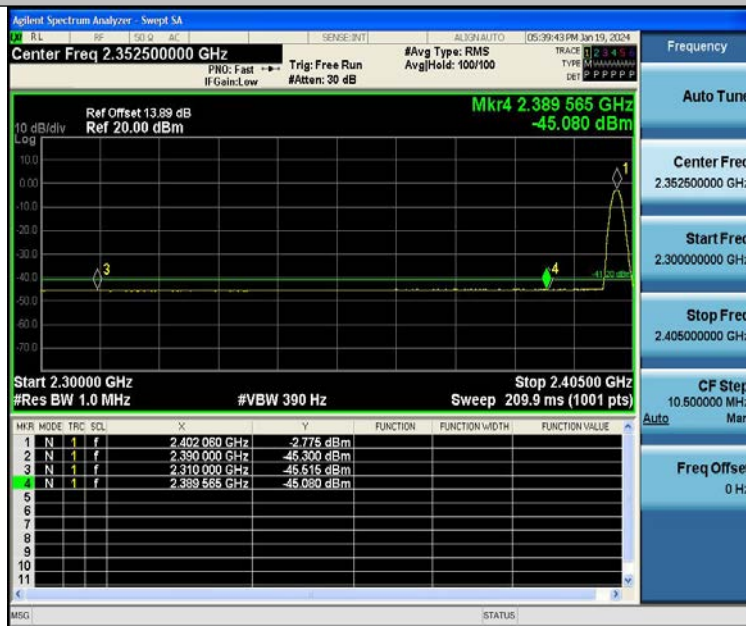 Agilent Spectrum Analyzer - Swept SA
RL RF 50 Ω AC SENSE:INT ALIGN AUTO 05:39:43 PM Jan 19, 2024
Center Freq 2.352500000 GHz
PNO: Fast
IFGain:Low
Trig: Free Run
#Atten: 30 dB
#Avg Type: RMS
Avg|Hold: 100/100
TRACE 1 2 3 4 5 6
TYPE M
DET P P P P P P
Frequency
Auto Tune
Center Freq
2.352500000 GHz
Start Freq
2.300000000 GHz
Stop Freq
2.405000000 GHz
CF Step
10.500000 MHz
Auto Man
Freq Offset
0 Hz
Mkr4 2.389 565 GHz
-45.080 dBm
Ref Offset 13.89 dB
10 dB/div Ref 20.00 dBm
Log
10.0
0.00
-10.0
-20.0
-30.0
-40.0
-50.0
-60.0
-70.0
1
3
4
-41.20 dBm
Start 2.30000 GHz Stop 2.40500 GHz
#Res BW 1.0 MHz #VBW 390 Hz Sweep 209.9 ms (1001 pts)
MKR MODE TRC SCL X Y FUNCTION FUNCTION WIDTH FUNCTION VALUE
1 N 1 f 2.402 060 GHz -2.775 dBm
2 N 1 f 2.390 000 GHz -45.300 dBm
3 N 1 f 2.310 000 GHz -45.515 dBm
4 N 1 f 2.389 565 GHz -45.080 dBm
5
6
7
8
9
10
11
MSG STATUS